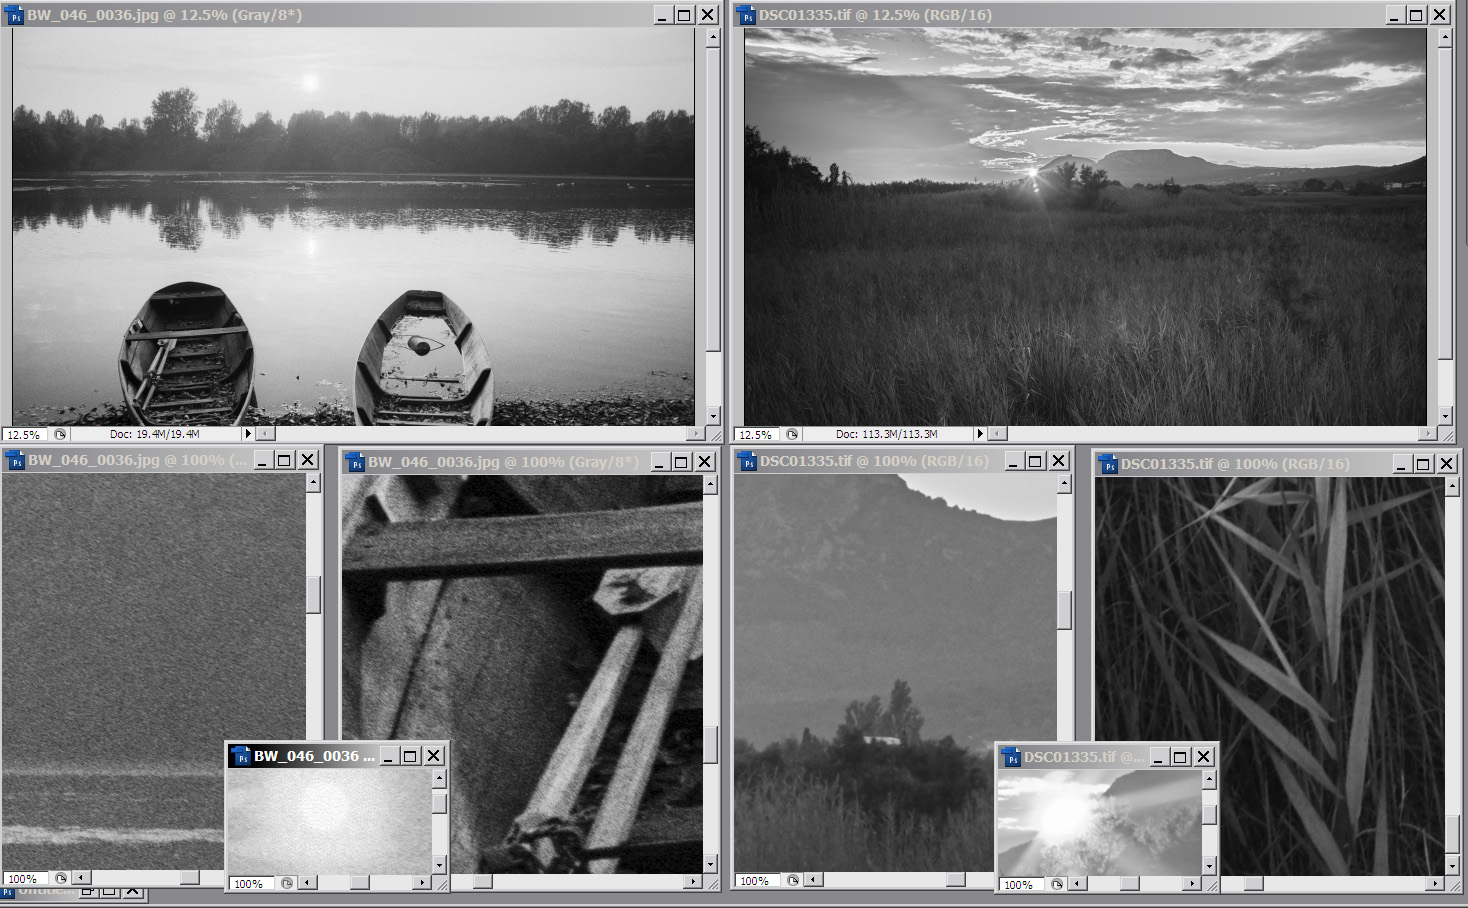 BW_046_0036.jpg @ 12.5% (Gray/8*)
DSC01335.tif @ 12.5% (RGB/16)
12.5%
Doc: 19.4M/19.4M
12.5%
Doc: 113.3M/113.3M
BW_046_0036.jpg @ 100% (...
BW_046_0036.jpg @ 100% (Gray/8*)
DSC01335.tif @ 100% (RGB/16)
DSC01335.tif @ 100% (RGB/16)
BW_046_0036 ...
DSC01335.tif @...
100%
100%
100%
100%